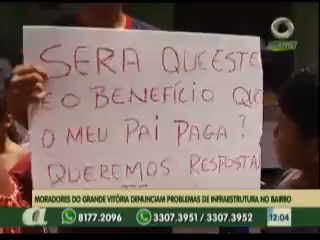 SERA QUE ESTE
E O BENEFÍCIO QUE
O MEU PAI PAGA?
QUEREMOS RESPOSTA
MORADORES DO GRANDE VITÓRIA DENUNCIAM PROBLEMAS DE INFRAESTRUTURA NO BAIRRO
a 8177.2096 3307.3951 / 3307.3952 12:04